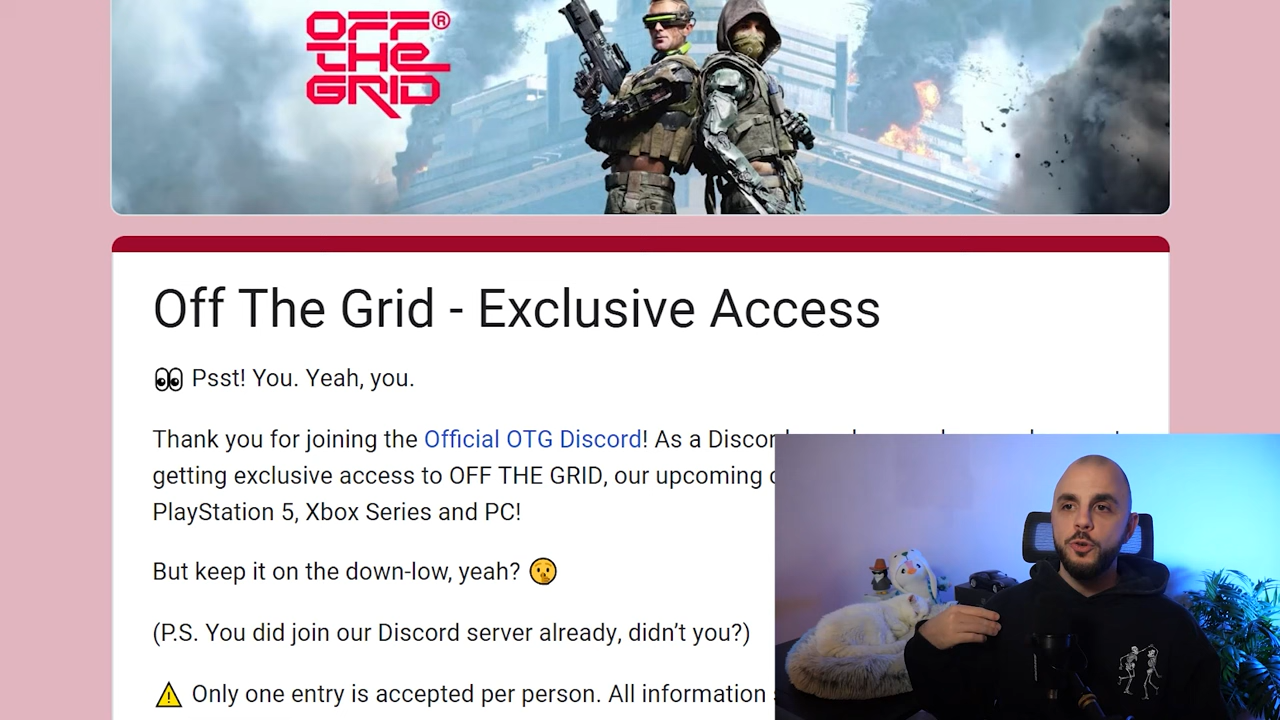 OFF®
THE
GRID
Off The Grid - Exclusive Access
👀 Psst! You. Yeah, you.
Thank you for joining the Official OTG Discord! As a Discor
getting exclusive access to OFF THE GRID, our upcoming
PlayStation 5, Xbox Series and PC!
But keep it on the down-low, yeah? 🤫
(P.S. You did join our Discord server already, didn’t you?)
⚠️ Only one entry is accepted per person. All information